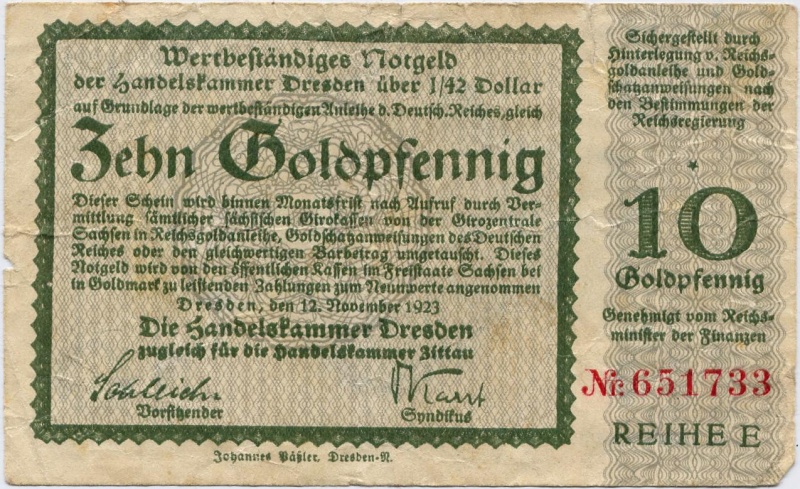 Wertbeständiges Notgeld
der Handelskammer Dresden über 1/42 Dollar
auf Grundlage der wertbeständigen Anleihe d. Deutsch. Reiches, gleich
Zehn Goldpfennig
Dieser Schein wird binnen Monatsfrist nach Aufruf durch Ver-
mittlung sämtlicher sächsischen Girokassen von der Girozentrale
Sachsen in Reichsgoldanleihe, Goldschatzanweisungen des Deutschen
Reiches oder den gleichwertigen Barbetrag umgetauscht. Dieses
Notgeld wird von den öffentlichen Kassen im Freistaate Sachsen bei
in Goldmark zu leistenden Zahlungen zum Neunwerte angenommen
Dresden, den 12. November 1923
Die Handelskammer Dresden
zugleich für die Handelskammer Zittau
Vorsitzender
Syndikus
Johannes Päßler, Dresden-N.
Sichergestellt durch
Hinterlegung v. Reichs-
goldanleihe und Gold-
schatzanweisungen nach
den Bestimmungen der
Reichsregierung
*
10
Goldpfennig
Genehmigt vom Reichs-
minister der Finanzen
Nr. 651733
REIHE E